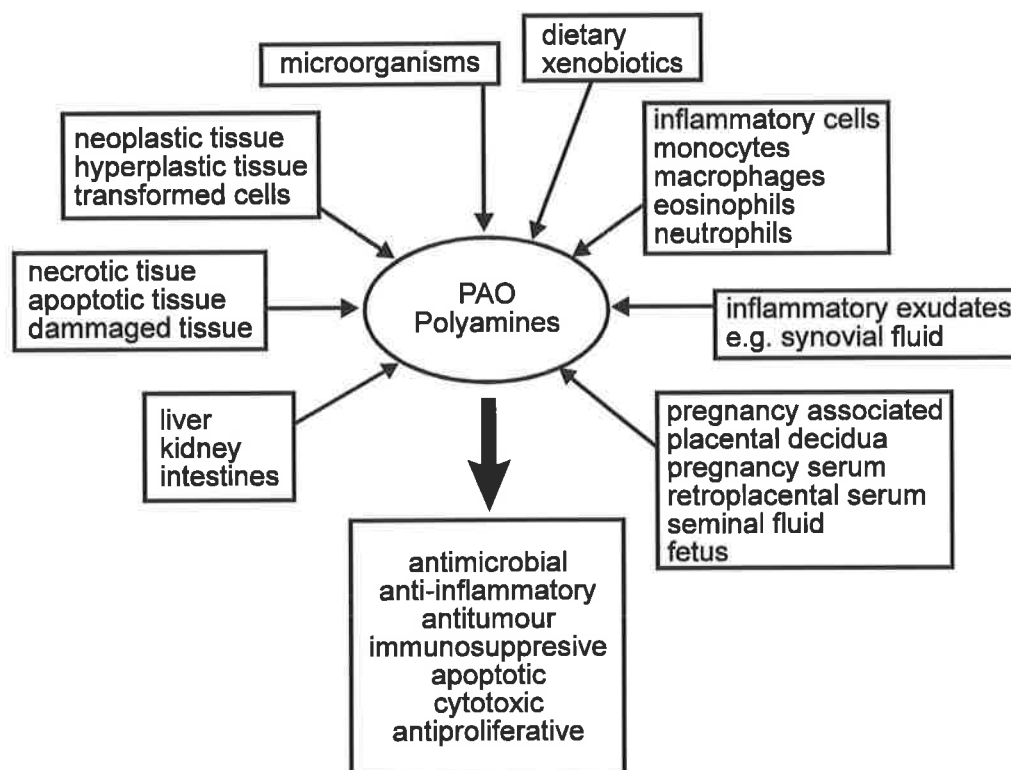 microorganisms
dietary
xenobiotics
neoplastic tissue
hyperplastic tissue
transformed cells
inflammatory cells
monocytes
macrophages
eosinophils
neutrophils
necrotic tisue
apoptotic tissue
dammaged tissue
PAO
Polyamines
inflammatory exudates
e.g. synovial fluid
liver
kidney
intestines
pregnancy associated
placental decidua
pregnancy serum
retroplacental serum
seminal fluid
fetus
antimicrobial
anti-inflammatory
antitumour
immunosuppresive
apoptotic
cytotoxic
antiproliferative